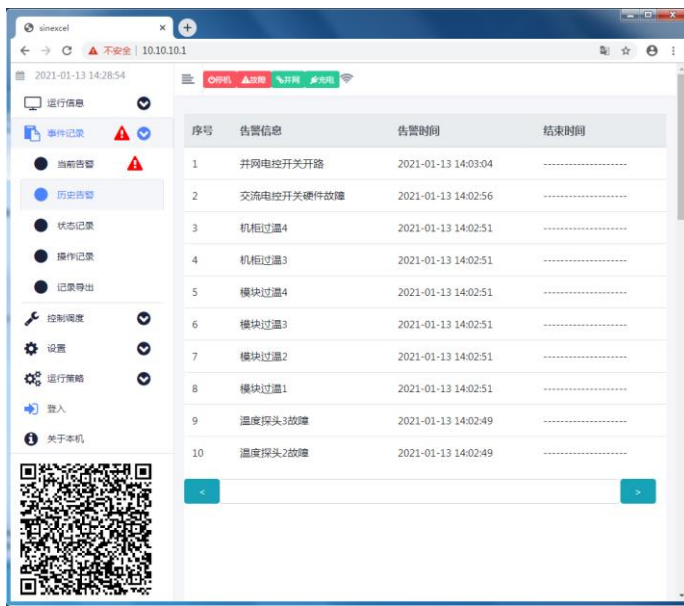 sinexcel
不安全 | 10.10.10.1
2021-01-13 14:28:54
停机 故障 并网 充电
运行信息
事件记录
当前告警
历史告警
状态记录
操作记录
记录导出
控制调度
设置
运行策略
登入
关于本机
序号 告警信息 告警时间 结束时间
1 并网电控开关开路 2021-01-13 14:03:04 --------------------
2 交流电控开关硬件故障 2021-01-13 14:02:56 --------------------
3 机柜过温4 2021-01-13 14:02:51 --------------------
4 机柜过温3 2021-01-13 14:02:51 --------------------
5 模块过温4 2021-01-13 14:02:51 --------------------
6 模块过温3 2021-01-13 14:02:51 --------------------
7 模块过温2 2021-01-13 14:02:51 --------------------
8 模块过温1 2021-01-13 14:02:51 --------------------
9 温度探头3故障 2021-01-13 14:02:49 --------------------
10 温度探头2故障 2021-01-13 14:02:49 --------------------
< >